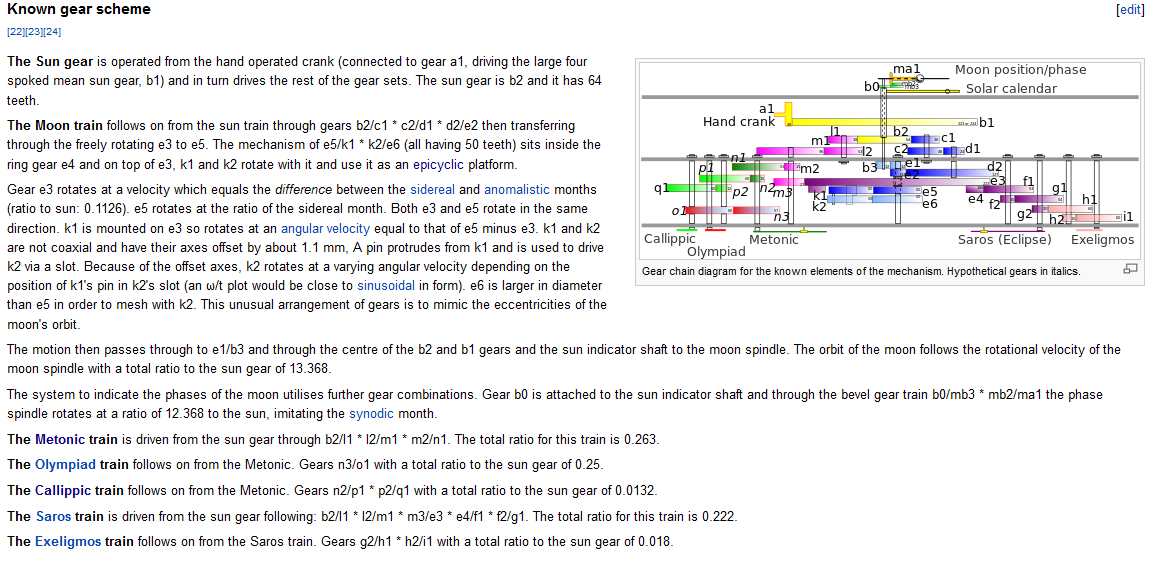 Known gear scheme
[edit]
[22][23][24]
The Sun gear is operated from the hand operated crank (connected to gear a1, driving the large four
spoked mean sun gear, b1) and in turn drives the rest of the gear sets. The sun gear is b2 and it has 64
teeth.
The Moon train follows on from the sun train through gears b2/c1 * c2/d1 * d2/e2 then transferring
through the freely rotating e3 to e5. The mechanism of e5/k1 * k2/e6 (all having 50 teeth) sits inside the
ring gear e4 and on top of e3, k1 and k2 rotate with it and use it as an epicyclic platform.
Gear e3 rotates at a velocity which equals the difference between the sidereal and anomalistic months
(ratio to sun: 0.1126). e5 rotates at the ratio of the sidereal month. Both e3 and e5 rotate in the same
direction. k1 is mounted on e3 so rotates at an angular velocity equal to that of e5 minus e3. k1 and k2
are not coaxial and have their axes offset by about 1.1 mm, A pin protrudes from k1 and is used to drive
k2 via a slot. Because of the offset axes, k2 rotates at a varying angular velocity depending on the
position of k1's pin in k2's slot (an ω/t plot would be close to sinusoidal in form). e6 is larger in diameter
than e5 in order to mesh with k2. This unusual arrangement of gears is to mimic the eccentricities of the
moon's orbit.
ma1 Moon position/phase
b0 mb3 Solar calendar
a1
Hand crank b1
l1 b2
m1 l2 c2 c1 d1
n1 m2 b3 e1 d2
p1 e2 e3 f1
q1 p2 n2 m3 k1 e5 e4 f2 g1 h1
o1 n3 k2 e6 g2 h2 i1
Callippic Metonic Saros (Eclipse) Exeligmos
Olympiad
Gear chain diagram for the known elements of the mechanism. Hypothetical gears in italics.
The motion then passes through to e1/b3 and through the centre of the b2 and b1 gears and the sun indicator shaft to the moon spindle. The orbit of the moon follows the rotational velocity of the
moon spindle with a total ratio to the sun gear of 13.368.
The system to indicate the phases of the moon utilises further gear combinations. Gear b0 is attached to the sun indicator shaft and through the bevel gear train b0/mb3 * mb2/ma1 the phase
spindle rotates at a ratio of 12.368 to the sun, imitating the synodic month.
The Metonic train is driven from the sun gear through b2/l1 * l2/m1 * m2/n1. The total ratio for this train is 0.263.
The Olympiad train follows on from the Metonic. Gears n3/o1 with a total ratio to the sun gear of 0.25.
The Callippic train follows on from the Metonic. Gears n2/p1 * p2/q1 with a total ratio to the sun gear of 0.0132.
The Saros train is driven from the sun gear following: b2/l1 * l2/m1 * m3/e3 * e4/f1 * f2/g1. The total ratio for this train is 0.222.
The Exeligmos train follows on from the Saros train. Gears g2/h1 * h2/i1 with a total ratio to the sun gear of 0.018.